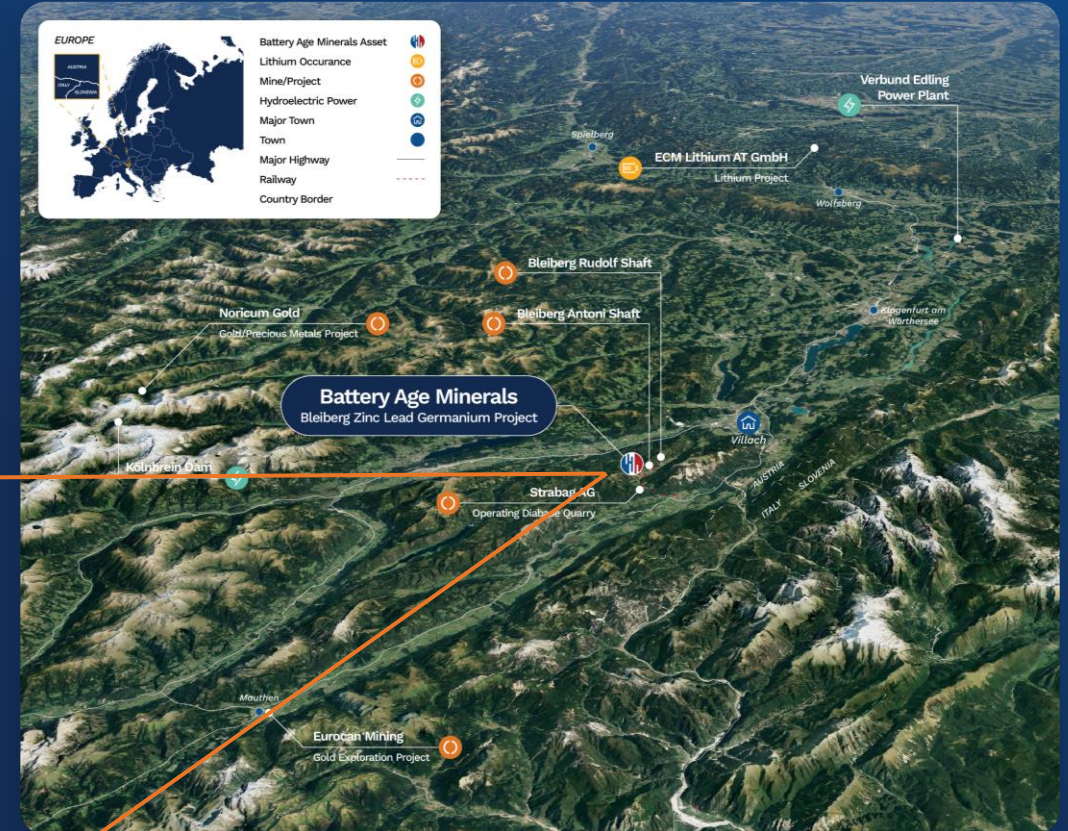 EUROPE
AUSTRIA
ITALY
SLOVENIA
Battery Age Minerals Asset
Lithium Occurance
Mine/Project
Hydroelectric Power
Major Town
Town
Major Highway
Railway
Country Border
Verbund Edling
Power Plant
Spielberg
ECM Lithium AT GmbH
Lithium Project
Wolfsberg
Bleiberg Rudolf Shaft
Noricum Gold
Gold/Precious Metals Project
Bleiberg Antoni Shaft
Klagenfurt am
Wörthersee
Battery Age Minerals
Bleiberg Zinc Lead Germanium Project
Villach
Kölnbrein Dam
AUSTRIA
SLOVENIA
ITALY
Strabag AG
Operating Diabase Quarry
Mauthen
Eurocan Mining
Gold Exploration Project